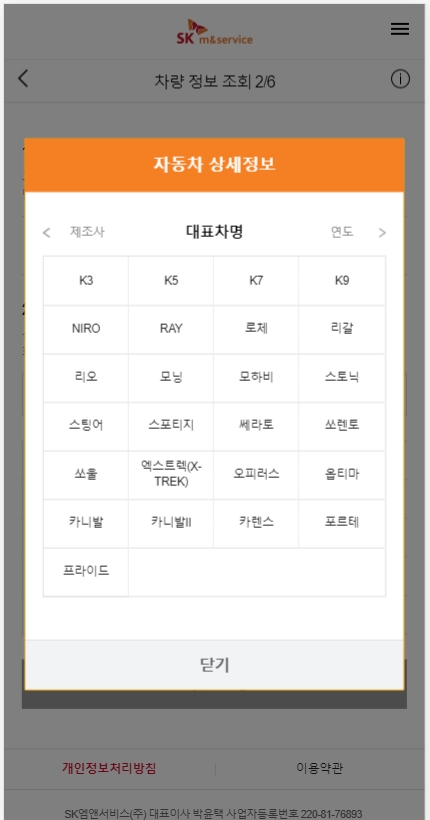 SK m&service
차량 정보 조회 2/6
자동차 상세정보
< 제조사 대표차명 연도 >
K3 K5 K7 K9
NIRO RAY 로체 리갈
리오 모닝 모하비 스토닉
스팅어 스포티지 쎄라토 쏘렌토
쏘울 엑스트렉(X-
TREK) 오피러스 옵티마
카니발 카니발II 카렌스 포르테
프라이드
닫기
개인정보처리방침 이용약관
SK엠앤서비스(주) 대표이사 박윤택 사업자등록번호 220-81-76893